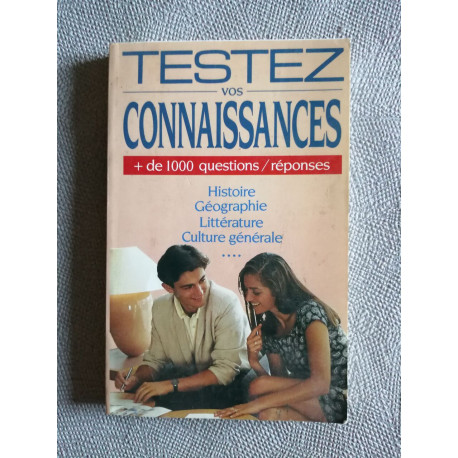 TESTEZ
vos
CONNAISSANCES
+ de 1000 questions/réponses
Histoire
Géographie
Littérature
Culture générale
....